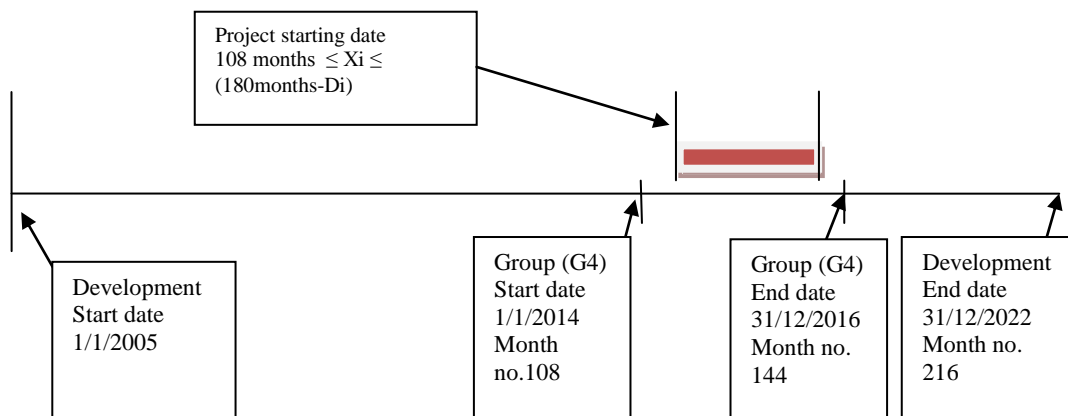 Project starting date
108 months ≤ Xi ≤
(180months-Di)
Development
Start date
1/1/2005
Group (G4)
Start date
1/1/2014
Month
no.108
Group (G4)
End date
31/12/2016
Month no.
144
Development
End date
31/12/2022
Month no.
216